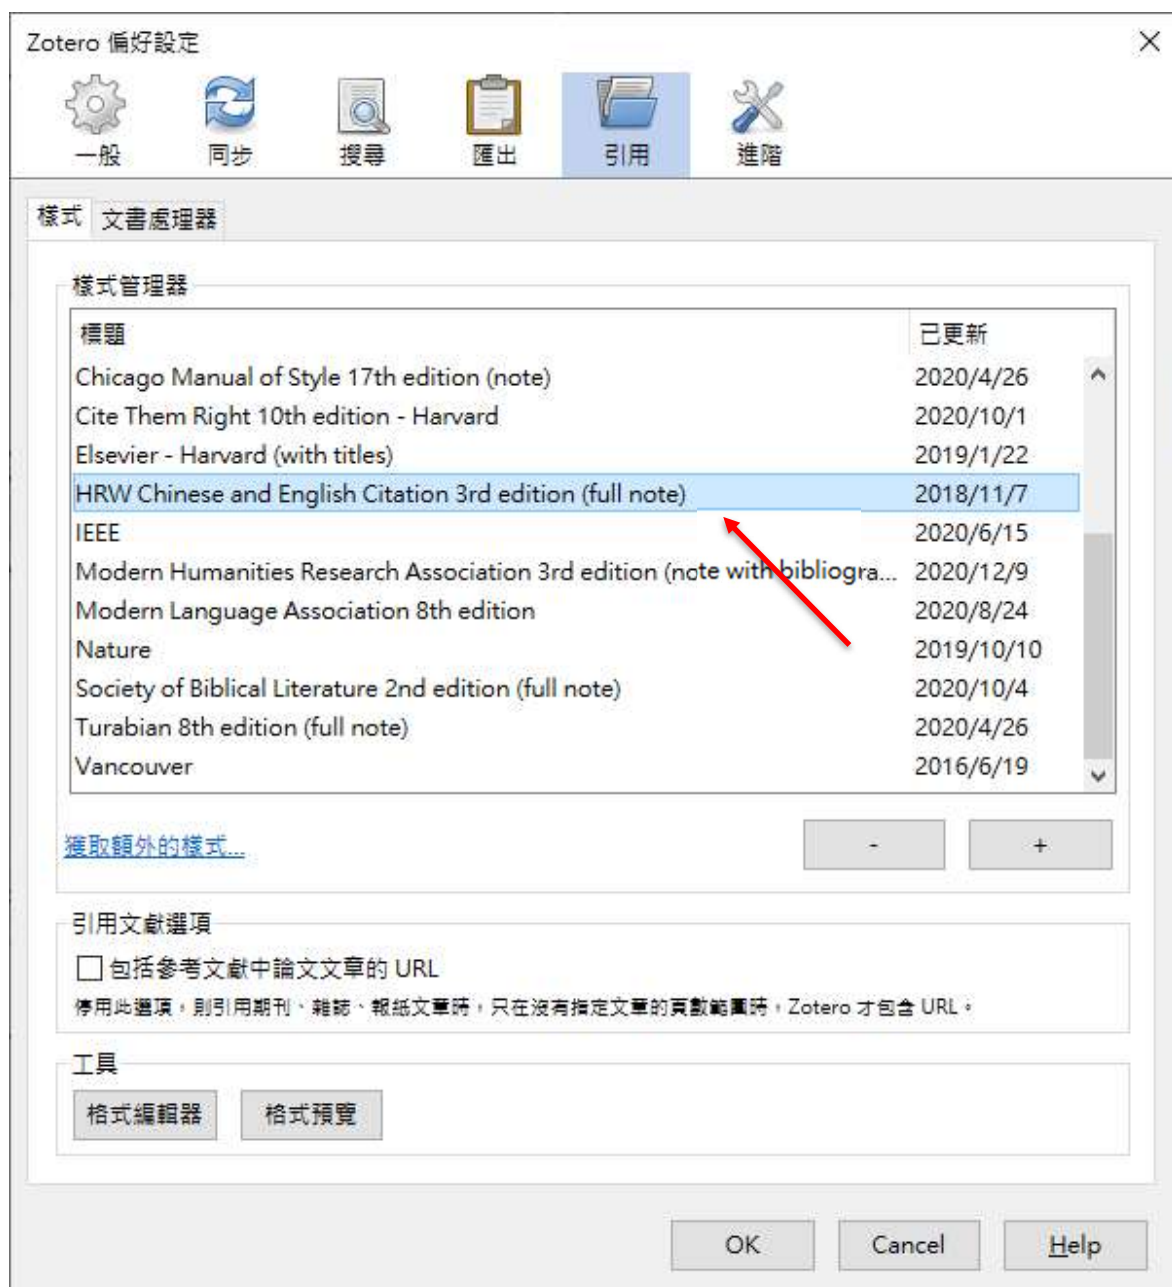 Zotero 偏好設定
一般 同步 搜尋 匯出 引用 進階
樣式 文書處理器
樣式管理器
標題 已更新
Chicago Manual of Style 17th edition (note) 2020/4/26
Cite Them Right 10th edition - Harvard 2020/10/1
Elsevier - Harvard (with titles) 2019/1/22
HRW Chinese and English Citation 3rd edition (full note) 2018/11/7
IEEE 2020/6/15
Modern Humanities Research Association 3rd edition (note with bibliogra... 2020/12/9
Modern Language Association 8th edition 2020/8/24
Nature 2019/10/10
Society of Biblical Literature 2nd edition (full note) 2020/10/4
Turabian 8th edition (full note) 2020/4/26
Vancouver 2016/6/19
獲取額外的樣式...
- +
引用文獻選項
包括參考文獻中論文文章的 URL
停用此選項，則引用期刊、雜誌、報紙文章時，只在沒有指定文章的頁數範圍時，Zotero 才包含 URL。
工具
格式編輯器 格式預覽
OK Cancel Help